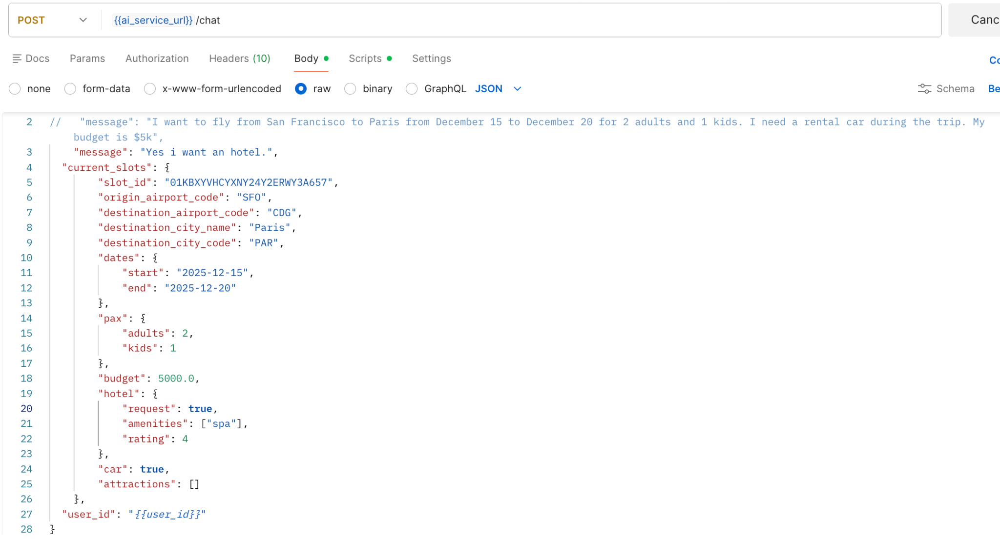 POST {{ai_service_url}} /chat Canc
Docs Params Authorization Headers (10) Body Scripts Settings Co
none form-data x-www-form-urlencoded raw binary GraphQL JSON Schema Be
2 // "message": "I want to fly from San Francisco to Paris from December 15 to December 20 for 2 adults and 1 kids. I need a rental car during the trip. My
budget is $5k",
3 "message": "Yes i want an hotel.",
4 "current_slots": {
5 "slot_id": "01KBXYVHCYXNY24Y2ERWY3A657",
6 "origin_airport_code": "SFO",
7 "destination_airport_code": "CDG",
8 "destination_city_name": "Paris",
9 "destination_city_code": "PAR",
10 "dates": {
11 "start": "2025-12-15",
12 "end": "2025-12-20"
13 },
14 "pax": {
15 "adults": 2,
16 "kids": 1
17 },
18 "budget": 5000.0,
19 "hotel": {
20 "request": true,
21 "amenities": ["spa"],
22 "rating": 4
23 },
24 "car": true,
25 "attractions": []
26 },
27 "user_id": "{{user_id}}"
28 }